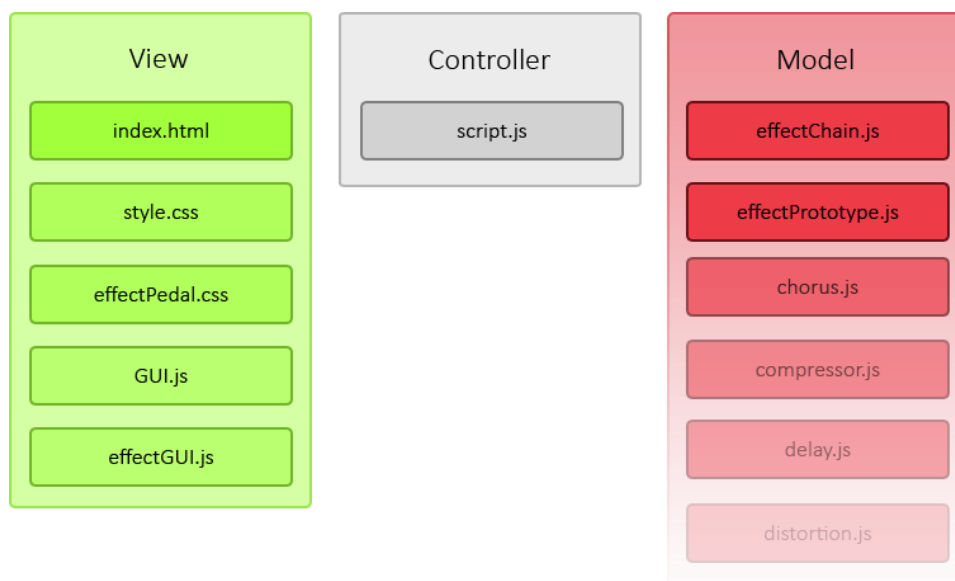 View
index.html
style.css
effectPedal.css
GUI.js
effectGUI.js
Controller
script.js
Model
effectChain.js
effectPrototype.js
chorus.js
compressor.js
delay.js
distortion.js